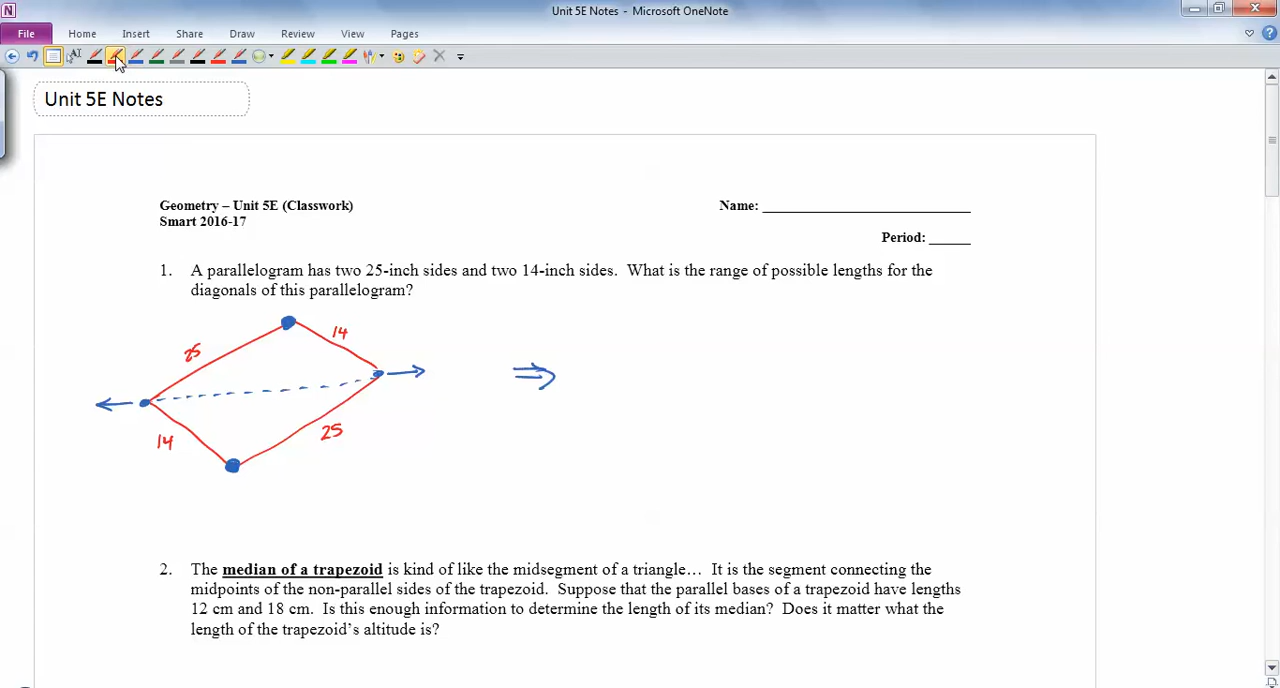 Unit 5E Notes - Microsoft OneNote
File Home Insert Share Draw Review View Pages
Unit 5E Notes
Geometry – Unit 5E (Classwork)
Name: ____________________
Smart 2016-17
Period: _____
1. A parallelogram has two 25-inch sides and two 14-inch sides. What is the range of possible lengths for the
diagonals of this parallelogram?
25
14
14
25
2. The median of a trapezoid is kind of like the midsegment of a triangle… It is the segment connecting the
midpoints of the non-parallel sides of the trapezoid. Suppose that the parallel bases of a trapezoid have lengths
12 cm and 18 cm. Is this enough information to determine the length of its median? Does it matter what the
length of the trapezoid's altitude is?